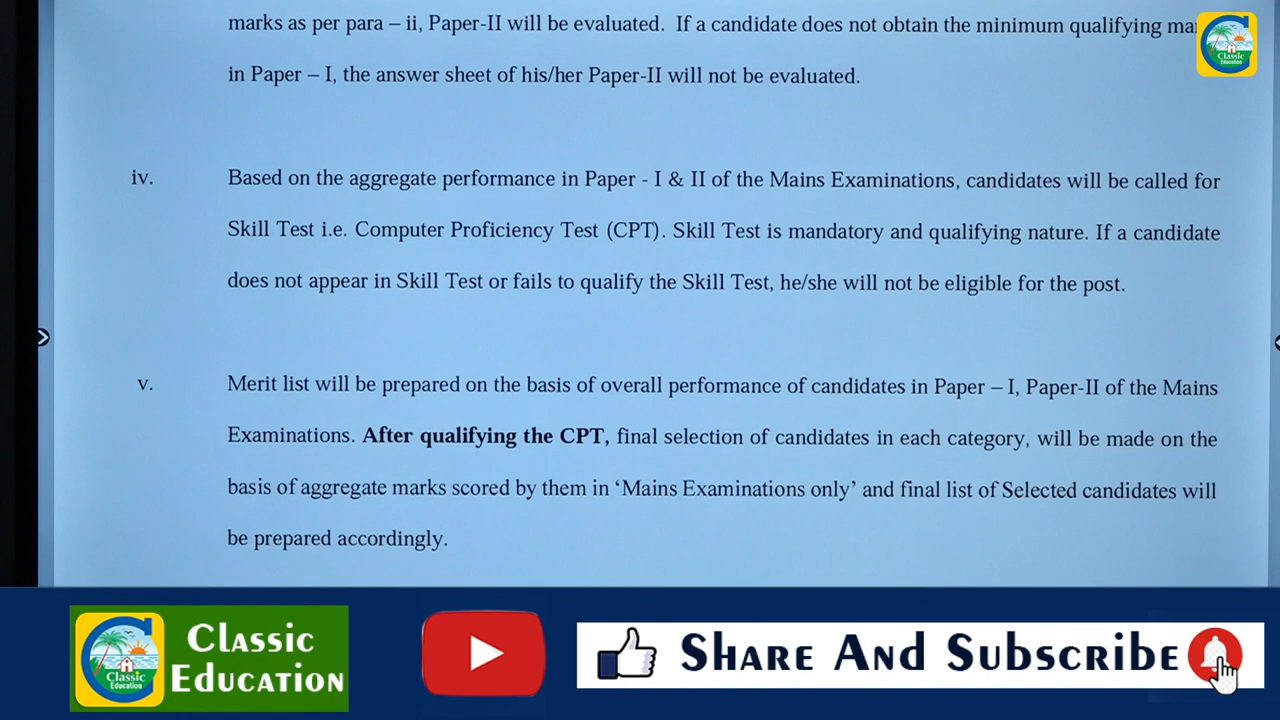 marks as per para – ii, Paper-II will be evaluated. If a candidate does not obtain the minimum qualifying
Classic
Education
in Paper – I, the answer sheet of his/her Paper-II will not be evaluated.
iv. Based on the aggregate performance in Paper - I & II of the Mains Examinations, candidates will be called for
Skill Test i.e. Computer Proficiency Test (CPT). Skill Test is mandatory and qualifying nature. If a candidate
does not appear in Skill Test or fails to qualify the Skill Test, he/she will not be eligible for the post.
v. Merit list will be prepared on the basis of overall performance of candidates in Paper – I, Paper-II of the Mains
Examinations. After qualifying the CPT, final selection of candidates in each category, will be made on the
basis of aggregate marks scored by them in ‘Mains Examinations only’ and final list of Selected candidates will
be prepared accordingly.
Classic
Education
Classic
Education
Share And Subscribe